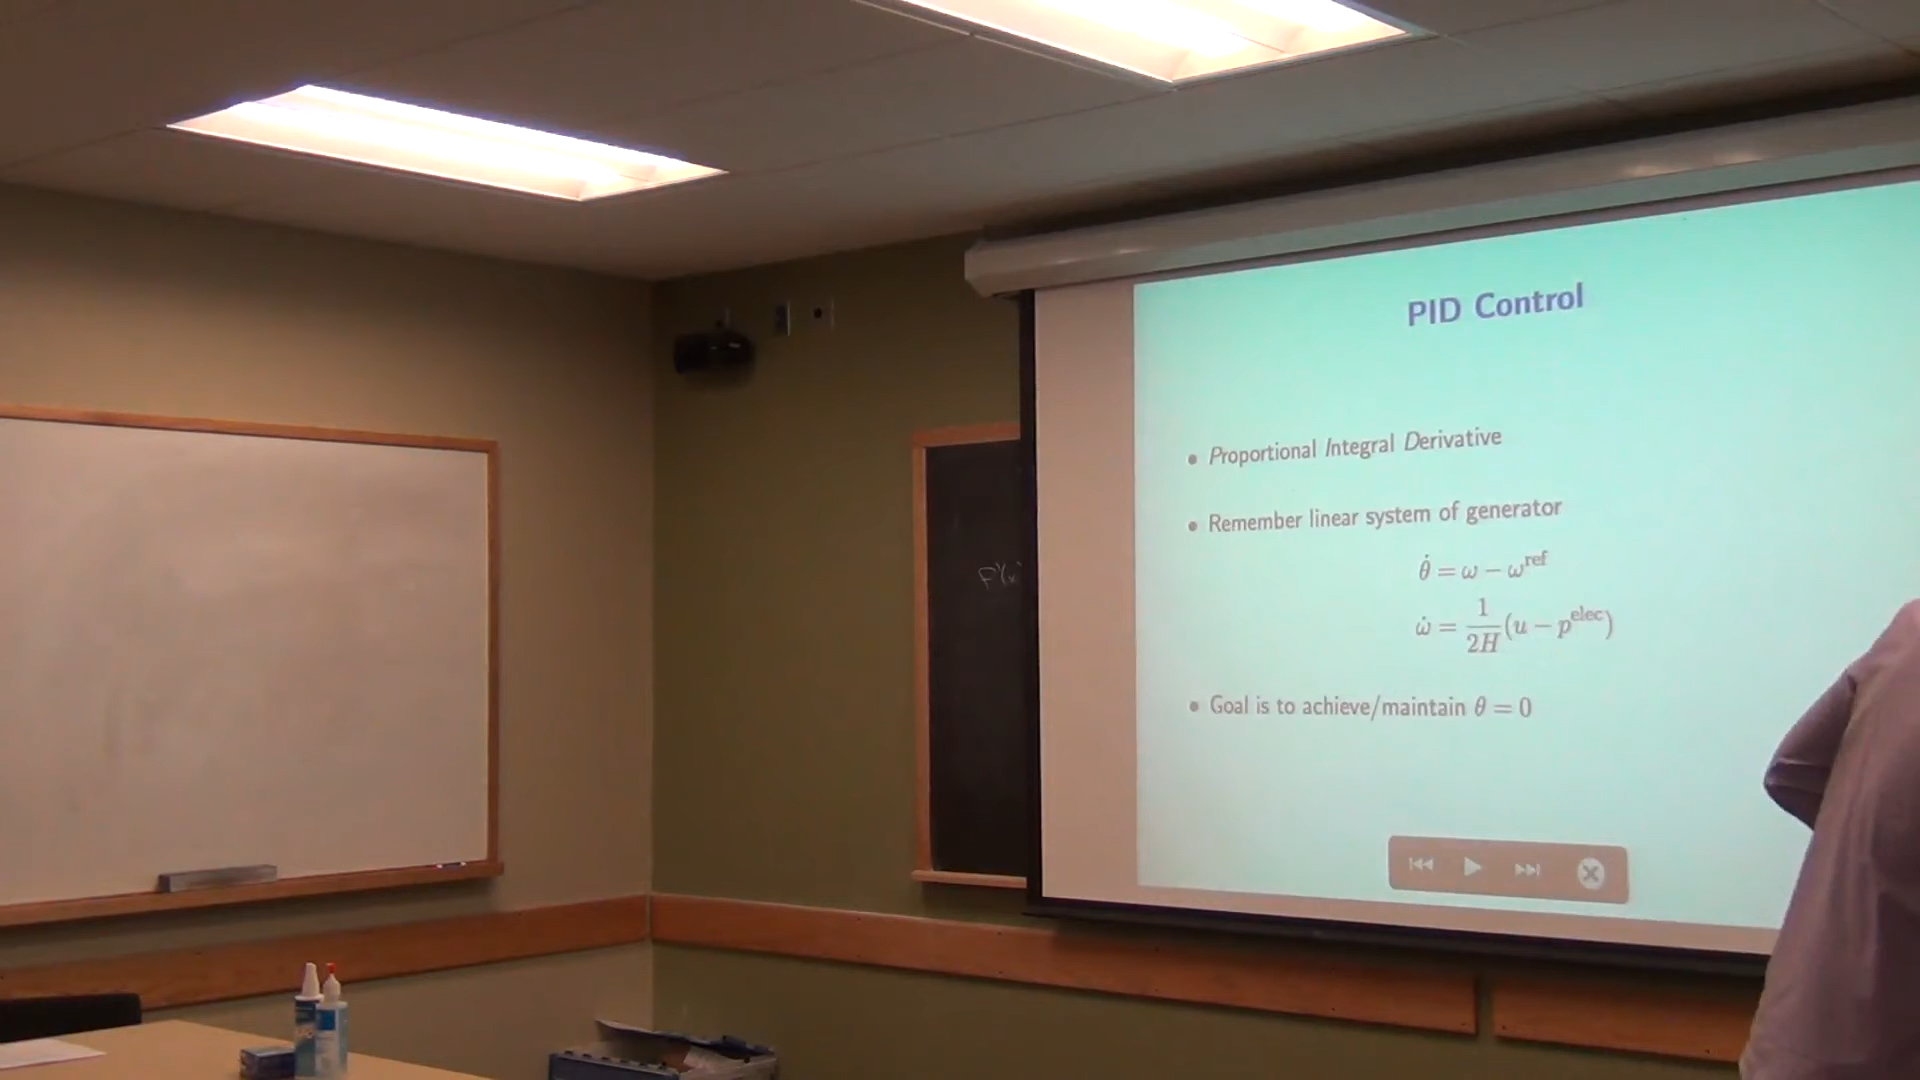 PID Control
• Proportional Integral Derivative
• Remember linear system of generator
θ̇ = ω − ω^ref
ω̇ = 1/2H (u − p^elec)
• Goal is to achieve/maintain θ = 0
F'(x